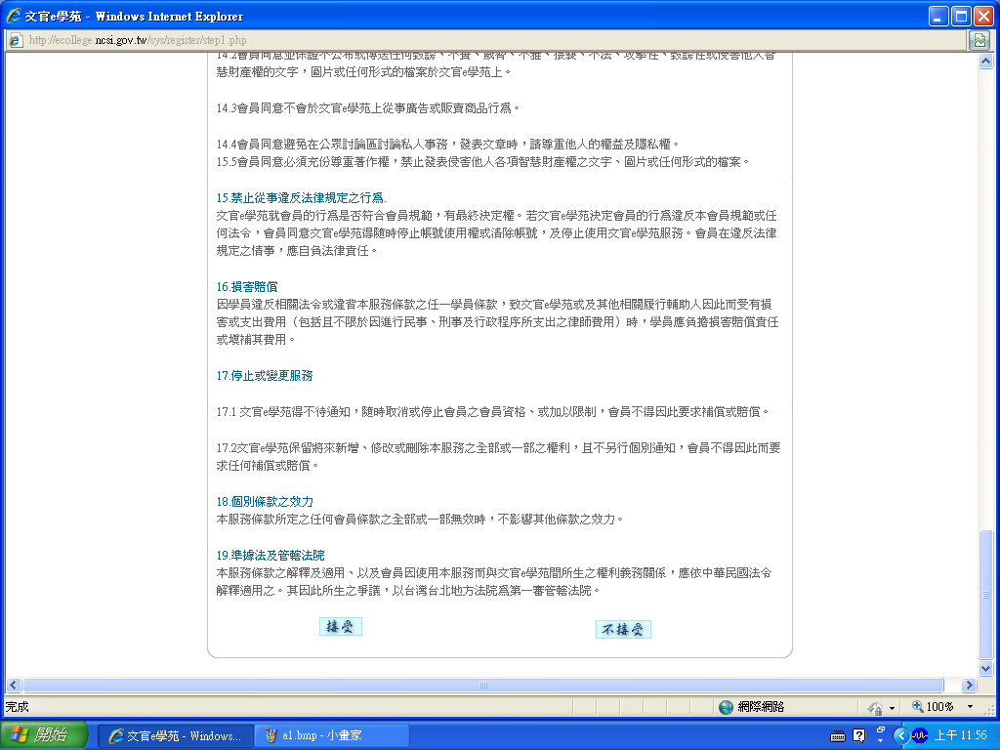 文官e學苑 - Windows Internet Explorer
http://ecollege.ncsi.gov.tw/sys/register/step1.php
14.2會員同意並保證不公布或傳送任何毀謗、不實、威脅、不雅、猥褻、不法、攻擊性、毀謗性或侵害他人智
慧財產權的文字，圖片或任何形式的檔案於文官e學苑上。
14.3會員同意不會於文官e學苑上從事廣告或販賣商品行為。
14.4會員同意避免在公眾討論區討論私人事務，發表文章時，請尊重他人的權益及隱私權。
15.5會員同意必須充份尊重著作權，禁止發表侵害他人各項智慧財產權之文字、圖片或任何形式的檔案。
15.禁止從事違反法律規定之行為.
文官e學苑就會員的行為是否符合會員規範，有最終決定權。若文官e學苑決定會員的行為違反本會員規範或任
何法令，會員同意文官e學苑得隨時停止帳號使用權或清除帳號，及停止使用文官e學苑服務。會員在違反法律
規定之情事，應自負法律責任。
16.損害賠償
因學員違反相關法令或違背本服務條款之任一學員條款，致文官e學苑或及其他相關履行輔助人因此而受有損
害或支出費用（包括且不限於因進行民事、刑事及行政程序所支出之律師費用）時，學員應負擔損害賠償責任
或填補其費用。
17.停止或變更服務
17.1 文官e學苑得不待通知，隨時取消或停止會員之會員資格、或加以限制，會員不得因此要求補償或賠償。
17.2文官e學苑保留將來新增、修改或刪除本服務之全部或一部之權利，且不另行個別通知，會員不得因此而要
求任何補償或賠償。
18.個別條款之效力
本服務條款所定之任何會員條款之全部或一部無效時，不影響其他條款之效力。
19.準據法及管轄法院
本服務條款之解釋及適用、以及會員因使用本服務而與文官e學苑間所生之權利義務關係，應依中華民國法令
解釋適用之。其因此所生之爭議，以台灣台北地方法院為第一審管轄法院。
接受 不接受
完成 網際網路 100%
開始 文官e學苑 - Windows... a1.bmp - 小畫家 上午 11:56